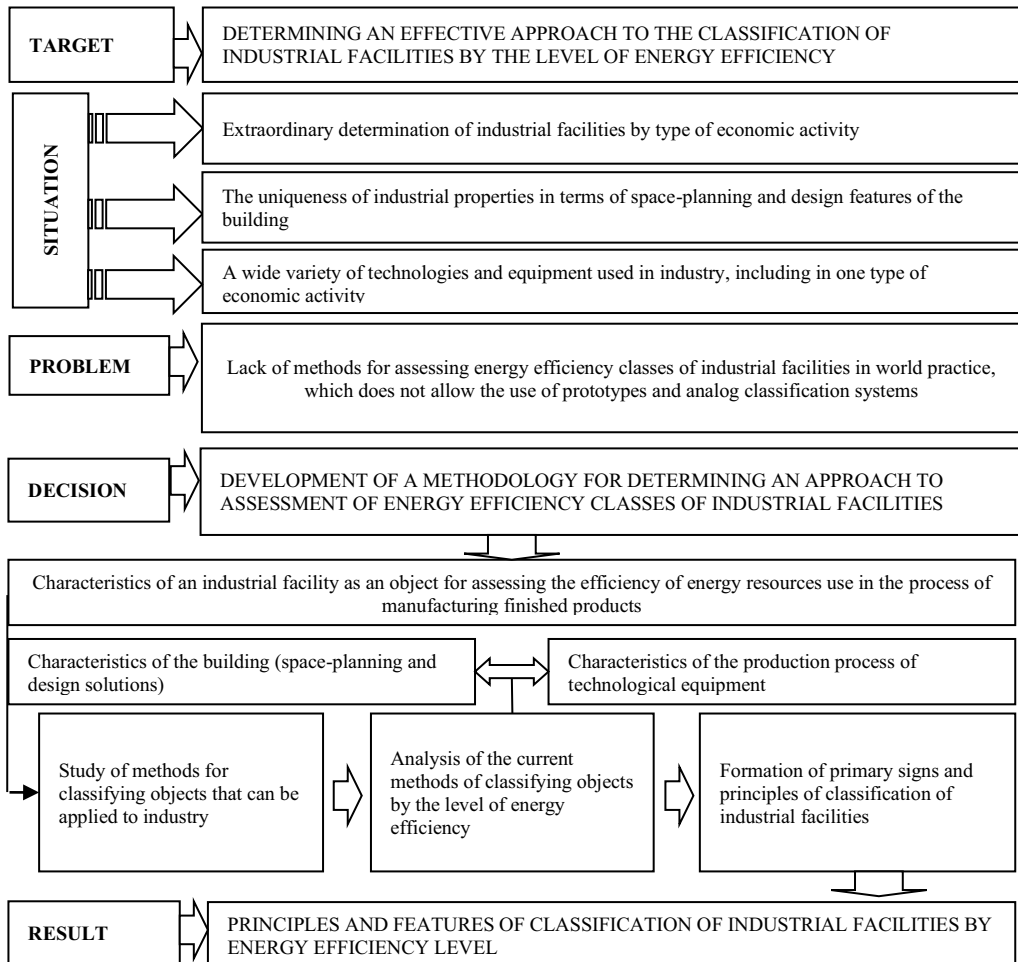 TARGET
DETERMINING AN EFFECTIVE APPROACH TO THE CLASSIFICATION OF
INDUSTRIAL FACILITIES BY THE LEVEL OF ENERGY EFFICIENCY
SITUATION
Extraordinary determination of industrial facilities by type of economic activity
The uniqueness of industrial properties in terms of space-planning and design features of the
building
A wide variety of technologies and equipment used in industry, including in one type of
economic activity
PROBLEM
Lack of methods for assessing energy efficiency classes of industrial facilities in world practice,
which does not allow the use of prototypes and analog classification systems
DECISION
DEVELOPMENT OF A METHODOLOGY FOR DETERMINING AN APPROACH TO
ASSESSMENT OF ENERGY EFFICIENCY CLASSES OF INDUSTRIAL FACILITIES
Characteristics of an industrial facility as an object for assessing the efficiency of energy resources use in the process of
manufacturing finished products
Characteristics of the building (space-planning and
design solutions)
Characteristics of the production process of
technological equipment
Study of methods for
classifying objects that can be
applied to industry
Analysis of the current
methods of classifying objects
by the level of energy
efficiency
Formation of primary signs and
principles of classification of
industrial facilities
RESULT
PRINCIPLES AND FEATURES OF CLASSIFICATION OF INDUSTRIAL FACILITIES BY
ENERGY EFFICIENCY LEVEL